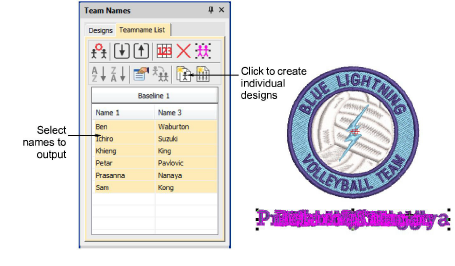 Team Names
Designs
Teamname List
Baseline 1
Name 1
Name 3
Ben
Waburton
Ichiro
Suzuki
Khieng
King
Petar
Pavlovic
Prasanna
Nanaya
Sam
Kong
Select
names to
output
Click to create
individual
designs
BLUE LIGHTNING
VOLLEYBALL TEAM